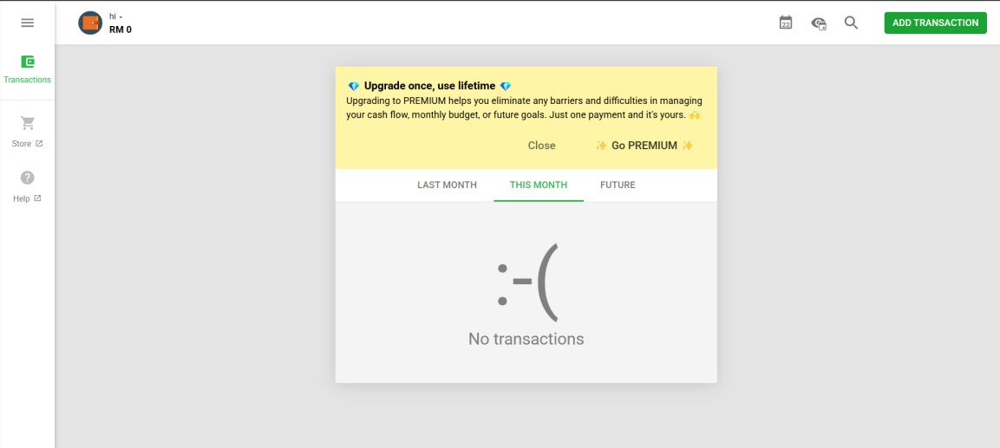 hi -
RM 0
22
ADD TRANSACTION
Transactions
Store
Help
💎 Upgrade once, use lifetime 💎
Upgrading to PREMIUM helps you eliminate any barriers and difficulties in managing
your cash flow, monthly budget, or future goals. Just one payment and it's yours. 🙌
Close
✨ Go PREMIUM ✨
LAST MONTH
THIS MONTH
FUTURE
:-(
No transactions